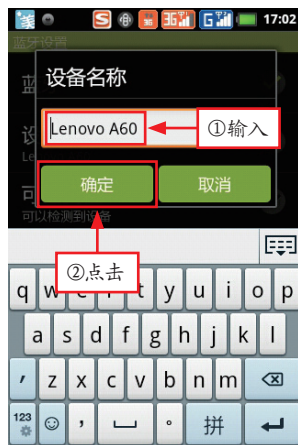 3G G 17:02
蓝牙设置
设备名称
Lenovo A60
①输入
确定 取消
可以检测到设备
②点击
q w e r t y u i o p
a s d f g h j k l
' z x c v b n m
123 , 。 拼